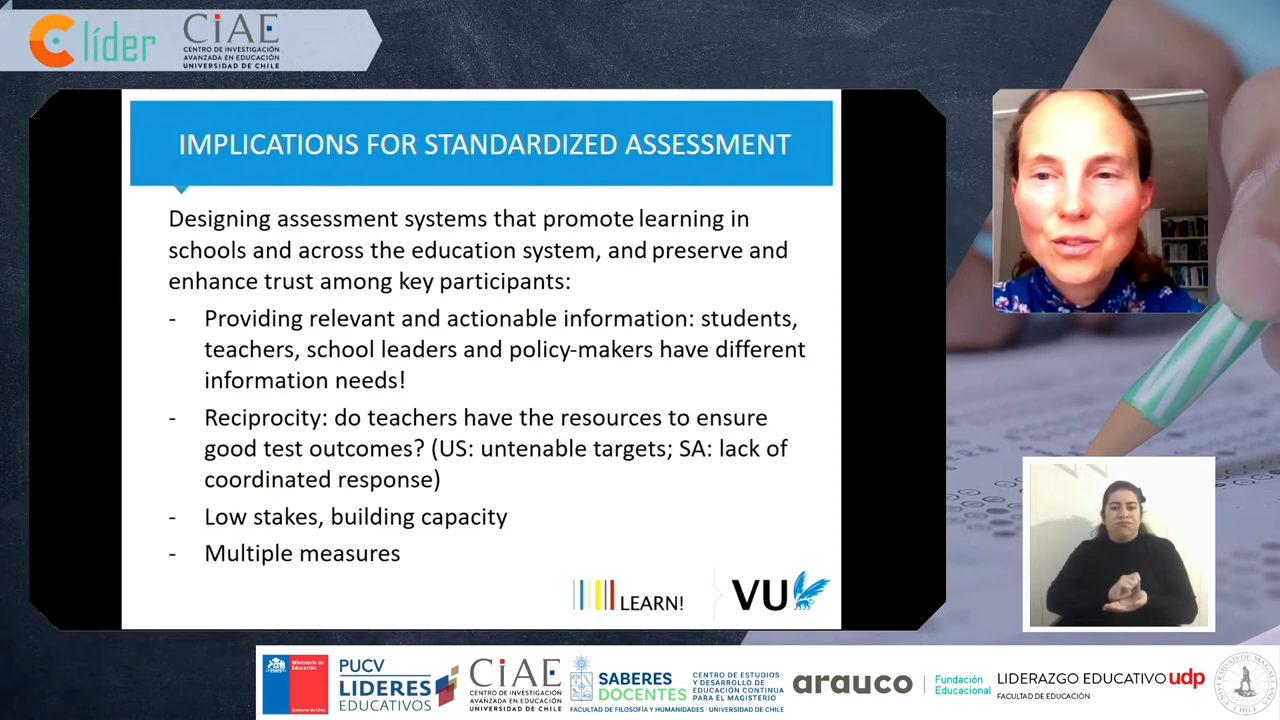 líder
CiAE
CENTRO DE INVESTIGACIÓN
AVANZADA EN EDUCACIÓN
UNIVERSIDAD DE CHILE
IMPLICATIONS FOR STANDARDIZED ASSESSMENT
Designing assessment systems that promote learning in
schools and across the education system, and preserve and
enhance trust among key participants:
- Providing relevant and actionable information: students,
teachers, school leaders and policy-makers have different
information needs!
- Reciprocity: do teachers have the resources to ensure
good test outcomes? (US: untenable targets; SA: lack of
coordinated response)
- Low stakes, building capacity
- Multiple measures
LEARN!
VU
Ministerio de
Educación
Gobierno de Chile
PUCV
LIDERES
EDUCATIVOS
CiAE
CENTRO DE INVESTIGACIÓN
AVANZADA EN EDUCACIÓN
UNIVERSIDAD DE CHILE
SABERES
DOCENTES
CENTRO DE ESTUDIOS
Y DESARROLLO DE
EDUCACIÓN CONTINUA
PARA EL MAGISTERIO
FACULTAD DE FILOSOFÍA Y HUMANIDADES · UNIVERSIDAD DE CHILE
arauco
Fundación
Educacional
LIDERAZGO EDUCATIVO udp
FACULTAD DE EDUCACIÓN